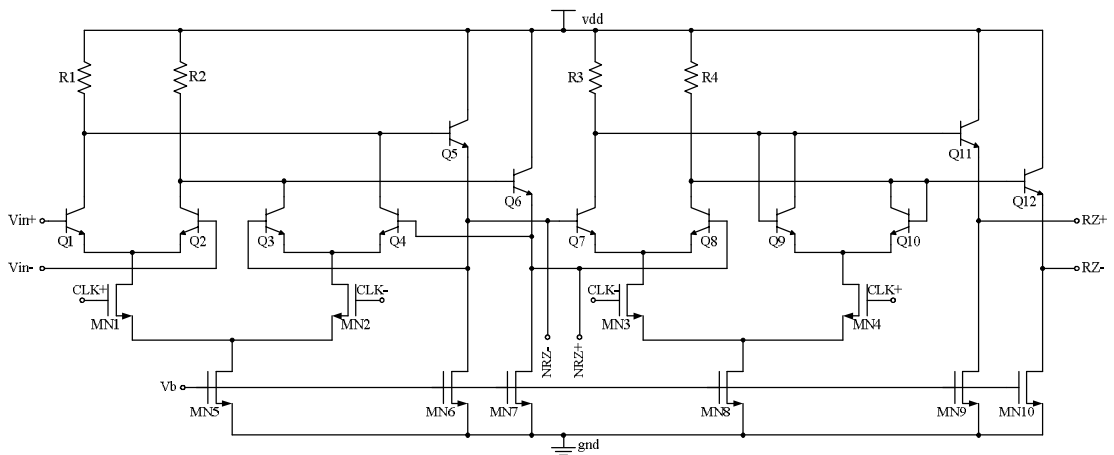 vdd
R1
R2
R3
R4
Q5
Q11
Q6
Q12
Vin+
Q1
Q2
Q3
Q4
Q7
Q8
Q9
Q10
RZ+
Vin-
RZ-
CLK+
CLK-
CLK-
CLK+
MN1
MN2
MN3
MN4
NRZ-
NRZ+
Vb
MN5
MN6
MN7
MN8
MN9
MN10
gnd